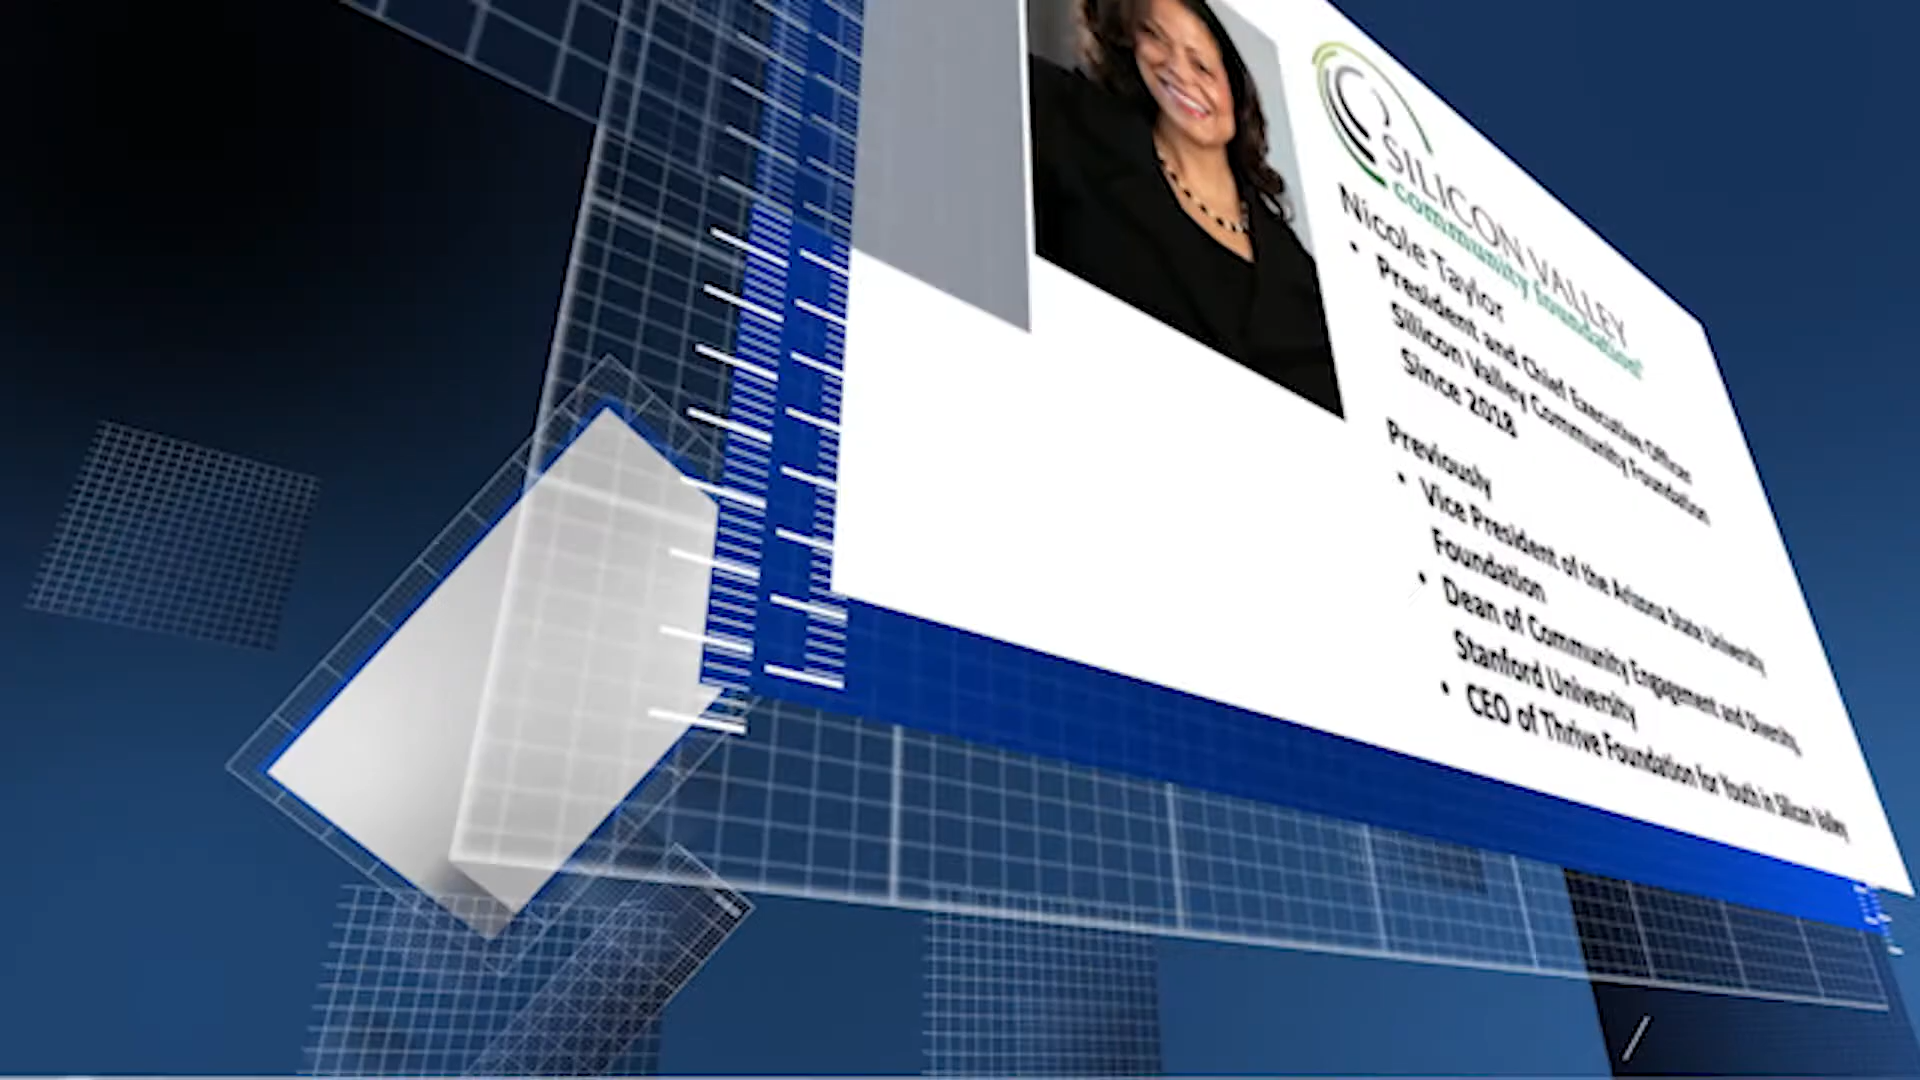 SILICON VALLEY
community foundation®
Nicole Taylor
• President and Chief Executive Officer
Silicon Valley Community Foundation
Since 2018
Previously
• Vice President of the Arizona State University
Foundation
• Dean of Community Engagement and Diversity,
Stanford University
• CEO of Thrive Foundation for Youth in Silicon Valley